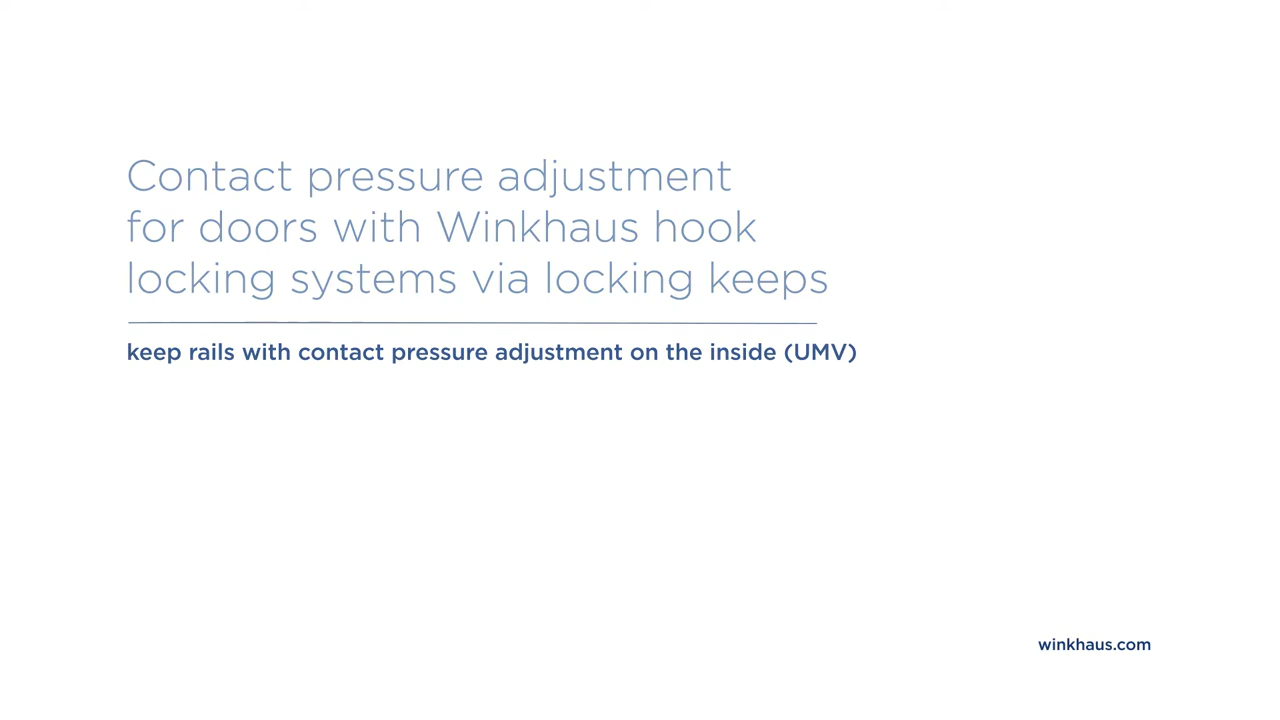 Contact pressure adjustment
for doors with Winkhaus hook
locking systems via locking keeps
keep rails with contact pressure adjustment on the inside (UMV)
winkhaus.com